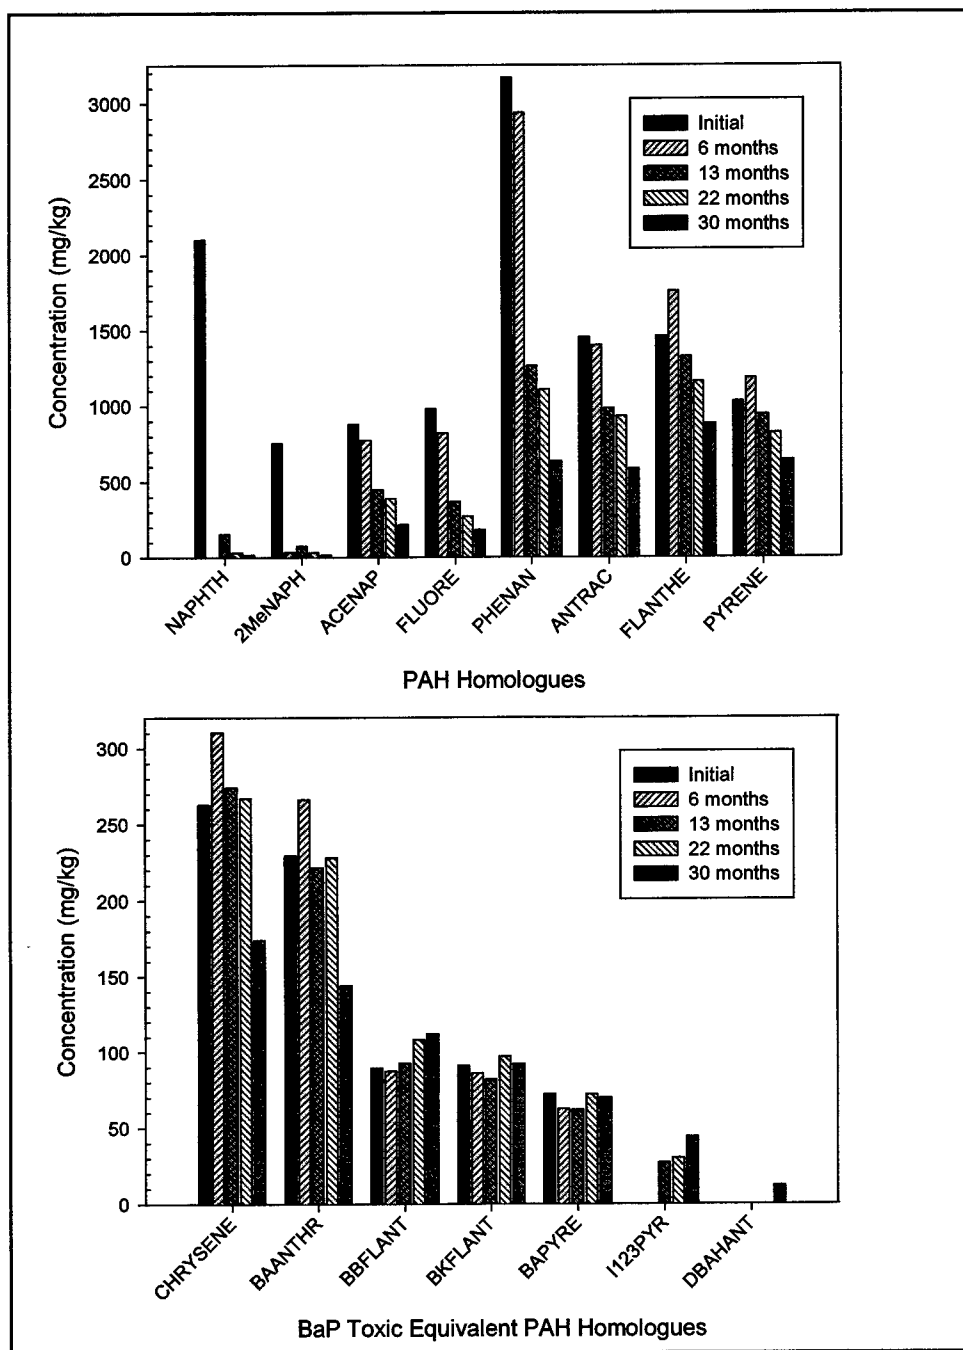 3000
2500
2000
1500
1000
500
0
Concentration (mg/kg)
Initial
6 months
13 months
22 months
30 months
NAPHTH
2MeNAPH
ACENAP
FLUORE
PHENAN
ANTRAC
FLANTHE
PYRENE
PAH Homologues
300
250
200
150
100
50
0
Concentration (mg/kg)
Initial
6 months
13 months
22 months
30 months
CHRYSENE
BAANTHR
BBFLANT
BKFLANT
BAPYRE
I123PYR
DBAHANT
BaP Toxic Equivalent PAH Homologues